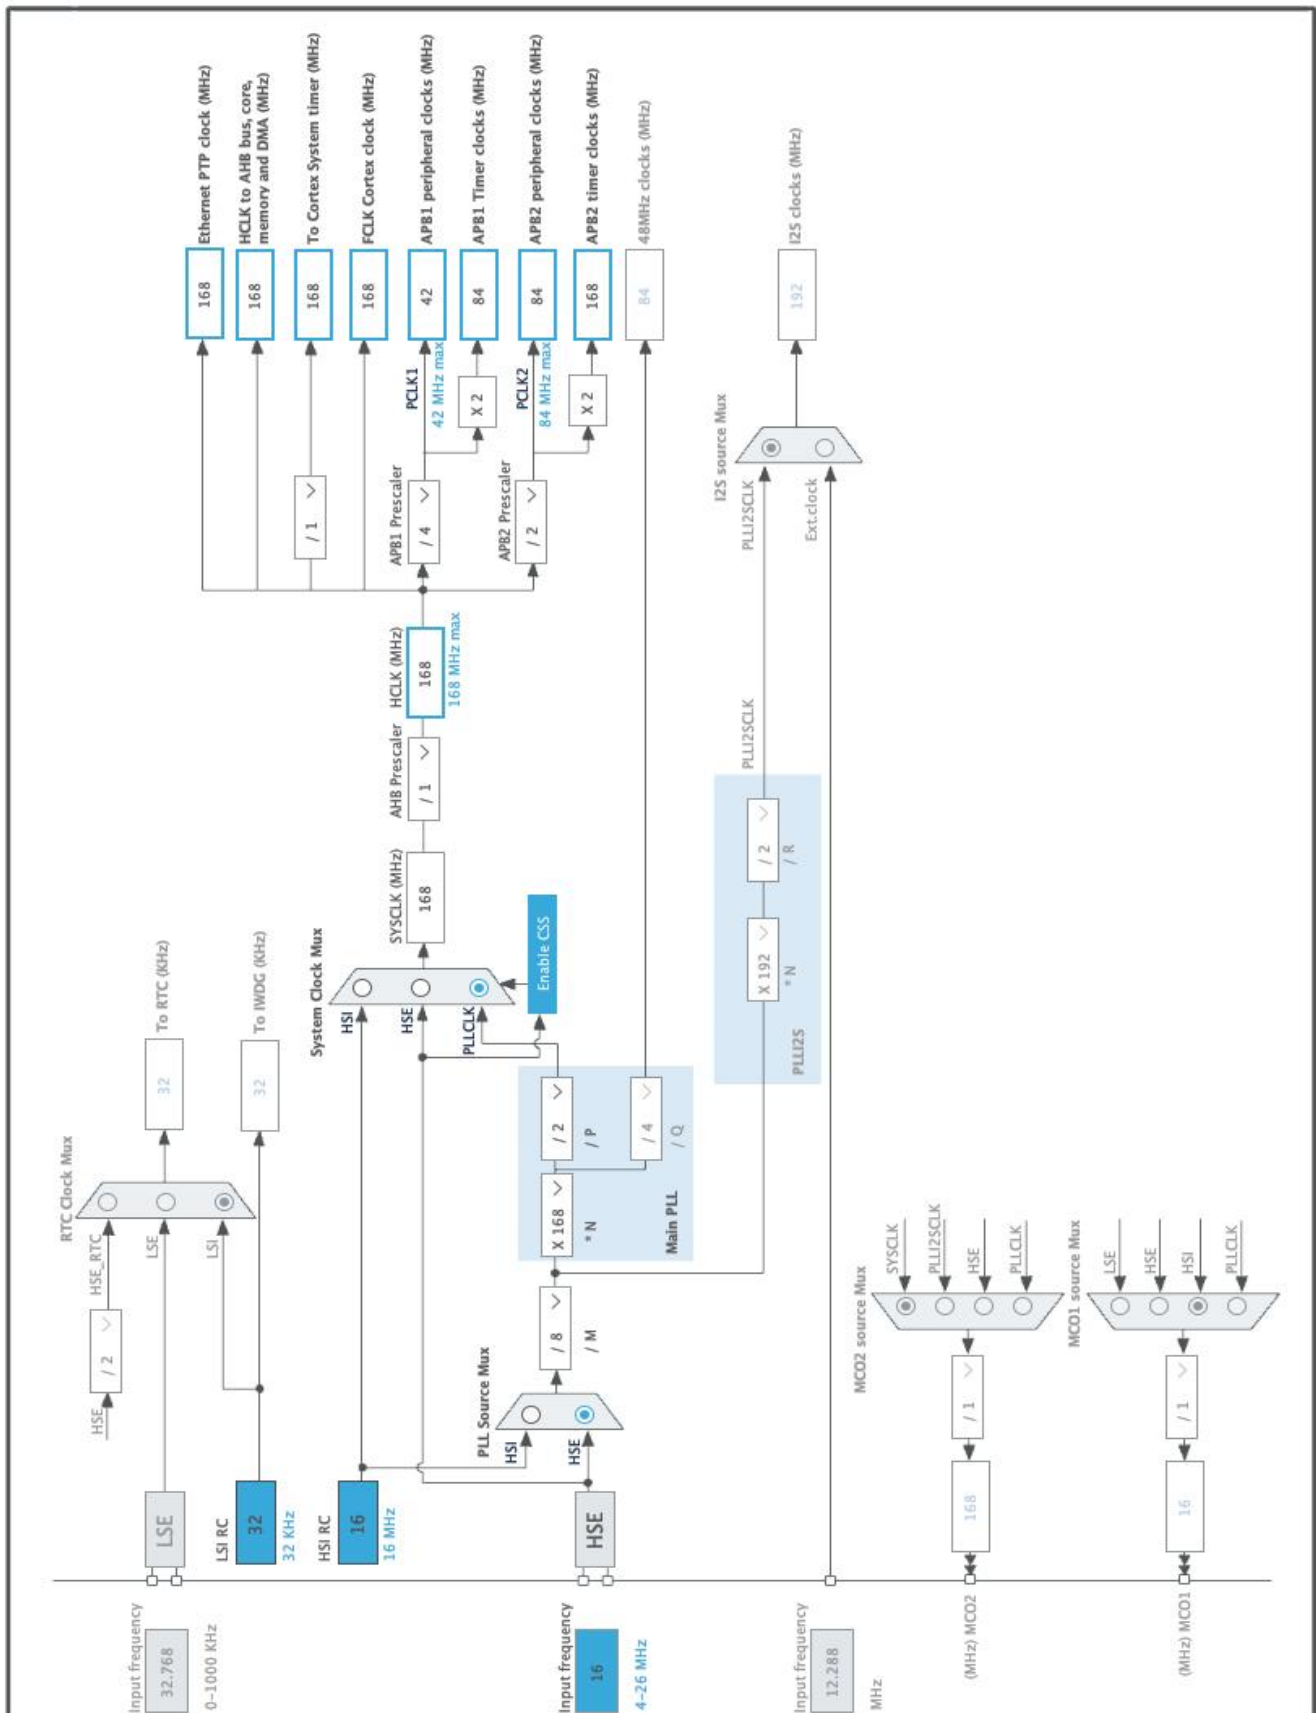 Input frequency
32.768
0-1000 KHz
LSE
LSI RC
32
32 KHz
HSI RC
16
16 MHz
Input frequency
16
4-26 MHz
HSE
Input frequency
12.288
MHz
HSE
/ 2
HSE_RTC
LSE
LSI
RTC Clock Mux
32
To RTC (KHz)
32
To IWDG (KHz)
PLL Source Mux
HSI
HSE
/ 8
/ M
X 168
* N
/ 2
/ P
/ 4
/ Q
Main PLL
System Clock Mux
HSI
HSE
PLLCLK
Enable CSS
SYSCLK (MHz)
168
AHB Prescaler
/ 1
HCLK (MHz)
168
168 MHz max
/ 1
APB1 Prescaler
/ 4
PCLK1
42 MHz max
X 2
APB2 Prescaler
/ 2
PCLK2
84 MHz max
X 2
168
Ethernet PTP clock (MHz)
168
HCLK to AHB bus, core,
memory and DMA (MHz)
168
To Cortex System timer (MHz)
168
FCLK Cortex clock (MHz)
42
APB1 peripheral clocks (MHz)
84
APB1 Timer clocks (MHz)
84
APB2 peripheral clocks (MHz)
168
APB2 timer clocks (MHz)
84
48MHz clocks (MHz)
X 192
* N
/ 2
/ R
PLLI2S
PLLI2SCLK
PLLI2SCLK
Ext.clock
I2S source Mux
192
I2S clocks (MHz)
MCO2 source Mux
SYSCLK
PLLI2SCLK
HSE
PLLCLK
/ 1
168
(MHz) MCO2
MCO1 source Mux
LSE
HSE
HSI
PLLCLK
/ 1
16
(MHz) MCO1